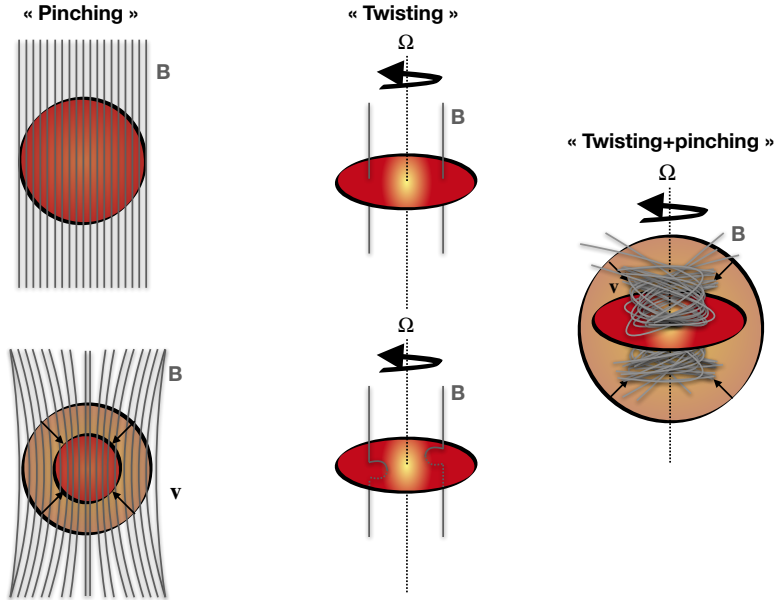 « Pinching »
B
B
v
« Twisting »
Ω
B
Ω
B
« Twisting+pinching »
Ω
B
v